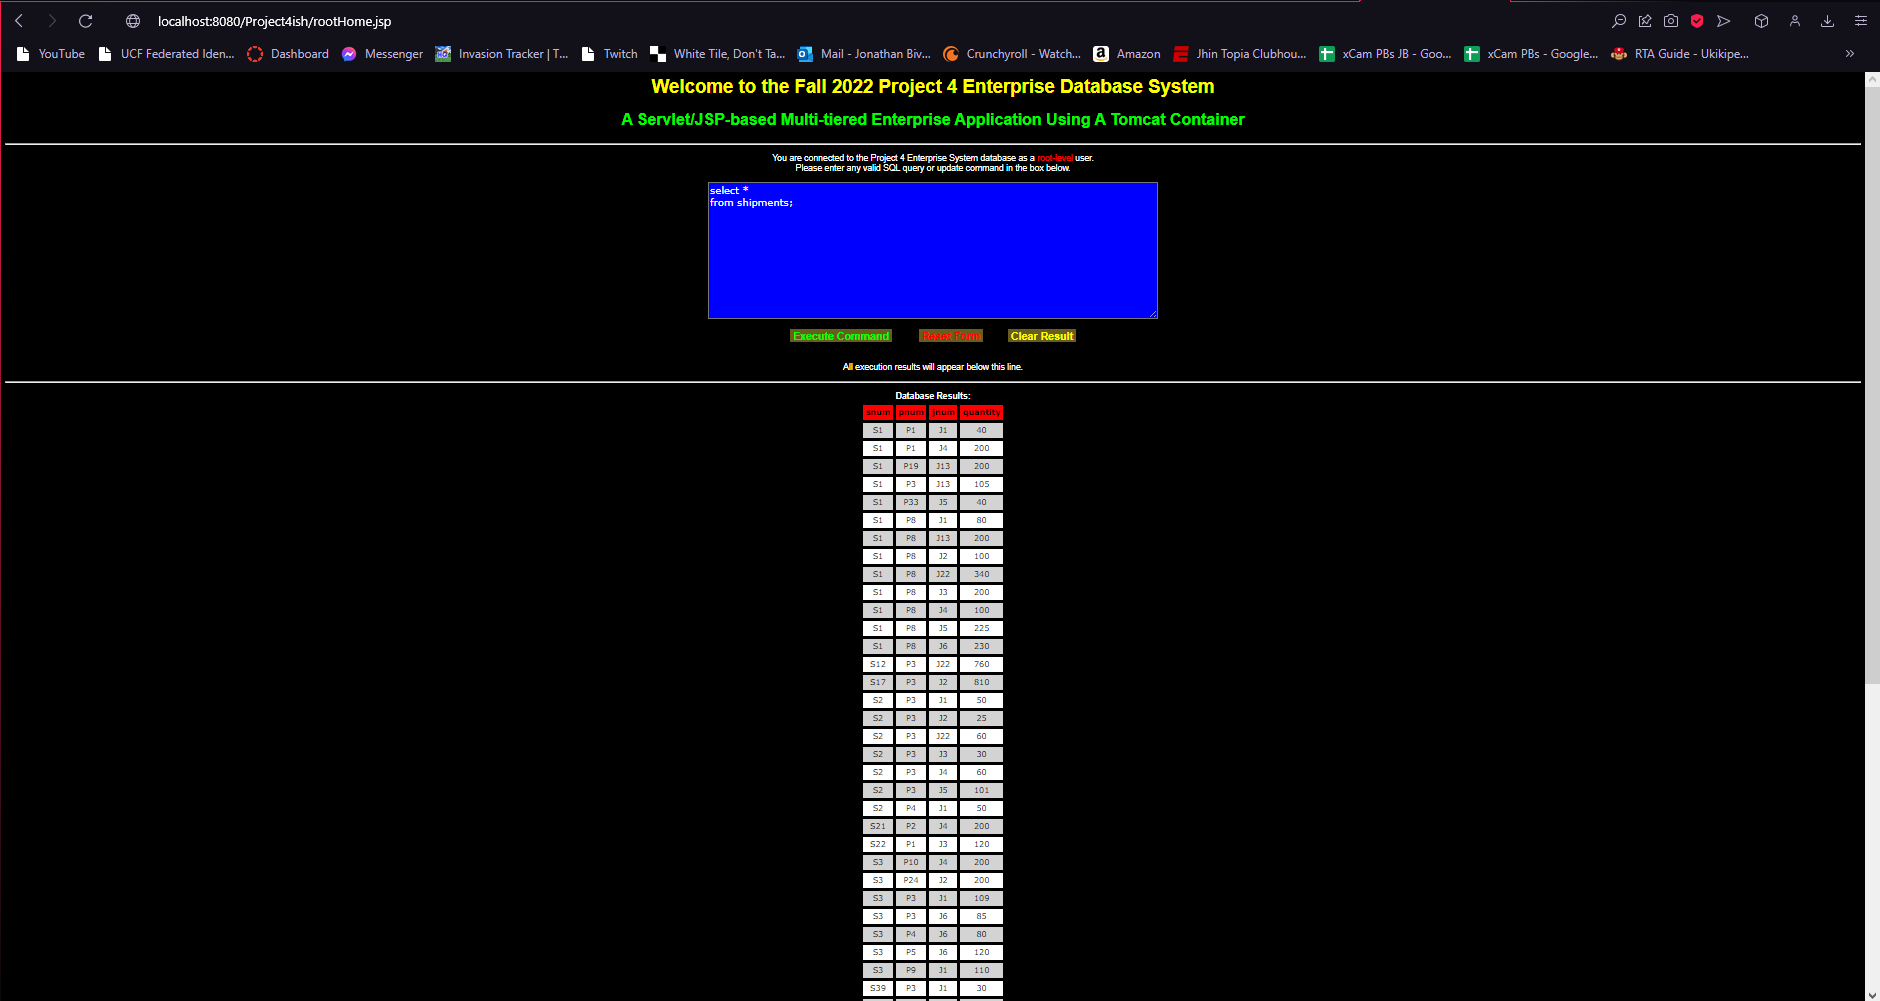 localhost:8080/Project4ish/rootHome.jsp
YouTube UCF Federated Iden... Dashboard Messenger Invasion Tracker | T... Twitch White Tile, Don't Ta... Mail - Jonathan Biv... Crunchyroll - Watch... Amazon Jhin Topia Clubhou... xCam PBs JB - Goo... xCam PBs - Google... RTA Guide - Ukikipe... »
Welcome to the Fall 2022 Project 4 Enterprise Database System
A Servlet/JSP-based Multi-tiered Enterprise Application Using A Tomcat Container
You are connected to the Project 4 Enterprise System database as a root-level user.
Please enter any valid SQL query or update command in the box below.
select *
from shipments;
Execute Command Reset Form Clear Result
All execution results will appear below this line.
Database Results:
snum pnum jnum quantity
S1 P1 J1 40
S1 P1 J4 200
S1 P19 J13 200
S1 P3 J13 105
S1 P33 J5 40
S1 P8 J1 80
S1 P8 J13 200
S1 P8 J2 100
S1 P8 J22 340
S1 P8 J3 200
S1 P8 J4 100
S1 P8 J5 225
S1 P8 J6 230
S12 P3 J22 760
S17 P3 J2 810
S2 P3 J1 50
S2 P3 J2 25
S2 P3 J22 60
S2 P3 J3 30
S2 P3 J4 60
S2 P3 J5 101
S2 P4 J1 50
S21 P2 J4 200
S22 P1 J3 120
S3 P10 J4 200
S3 P24 J2 200
S3 P3 J1 109
S3 P3 J6 85
S3 P4 J6 80
S3 P5 J6 120
S3 P9 J1 110
S39 P3 J1 30